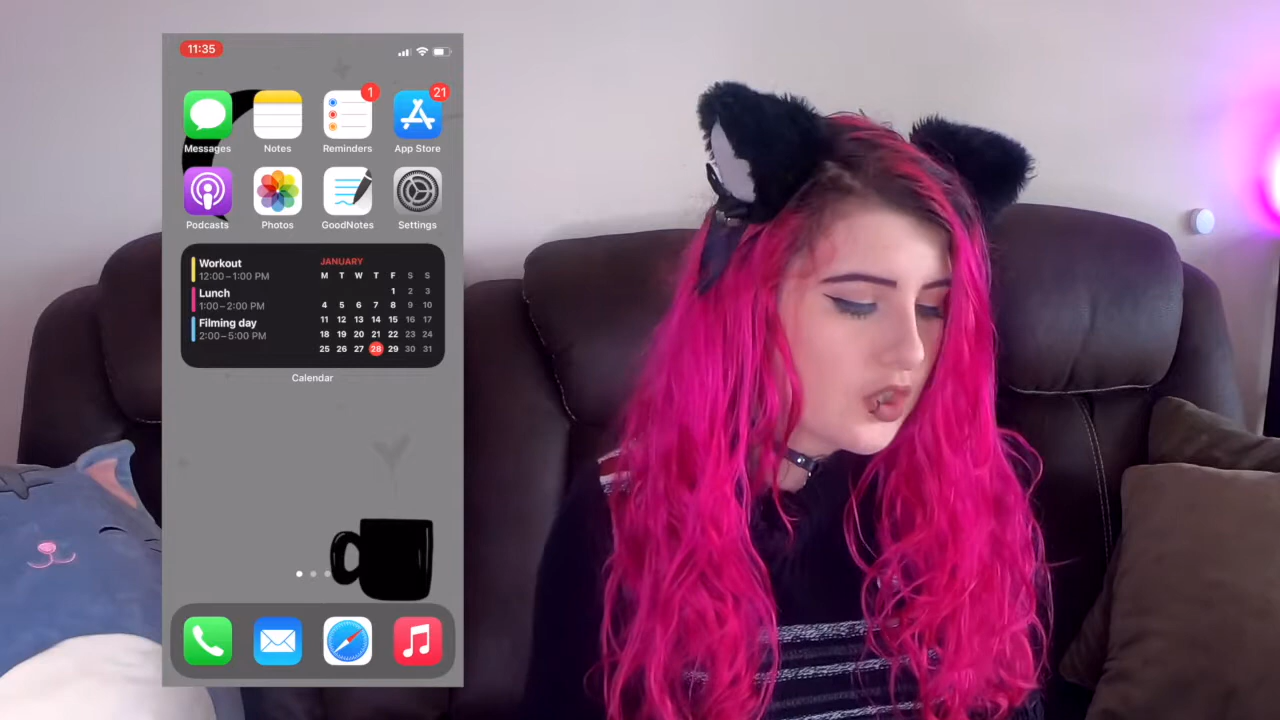 11:35
1
21
Messages Notes Reminders App Store
Podcasts Photos GoodNotes Settings
Workout
12:00–1:00 PM
Lunch
1:00–2:00 PM
Filming day
2:00–5:00 PM
JANUARY
M T W T F S S
1 2 3
4 5 6 7 8 9 10
11 12 13 14 15 16 17
18 19 20 21 22 23 24
25 26 27 28 29 30 31
Calendar